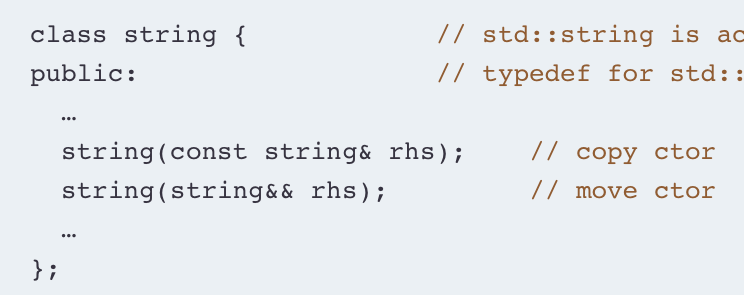 class string {            // std::string is
public:                   // typedef for std::
  …
  string(const string& rhs);    // copy ctor
  string(string&& rhs);         // move ctor
  …
};